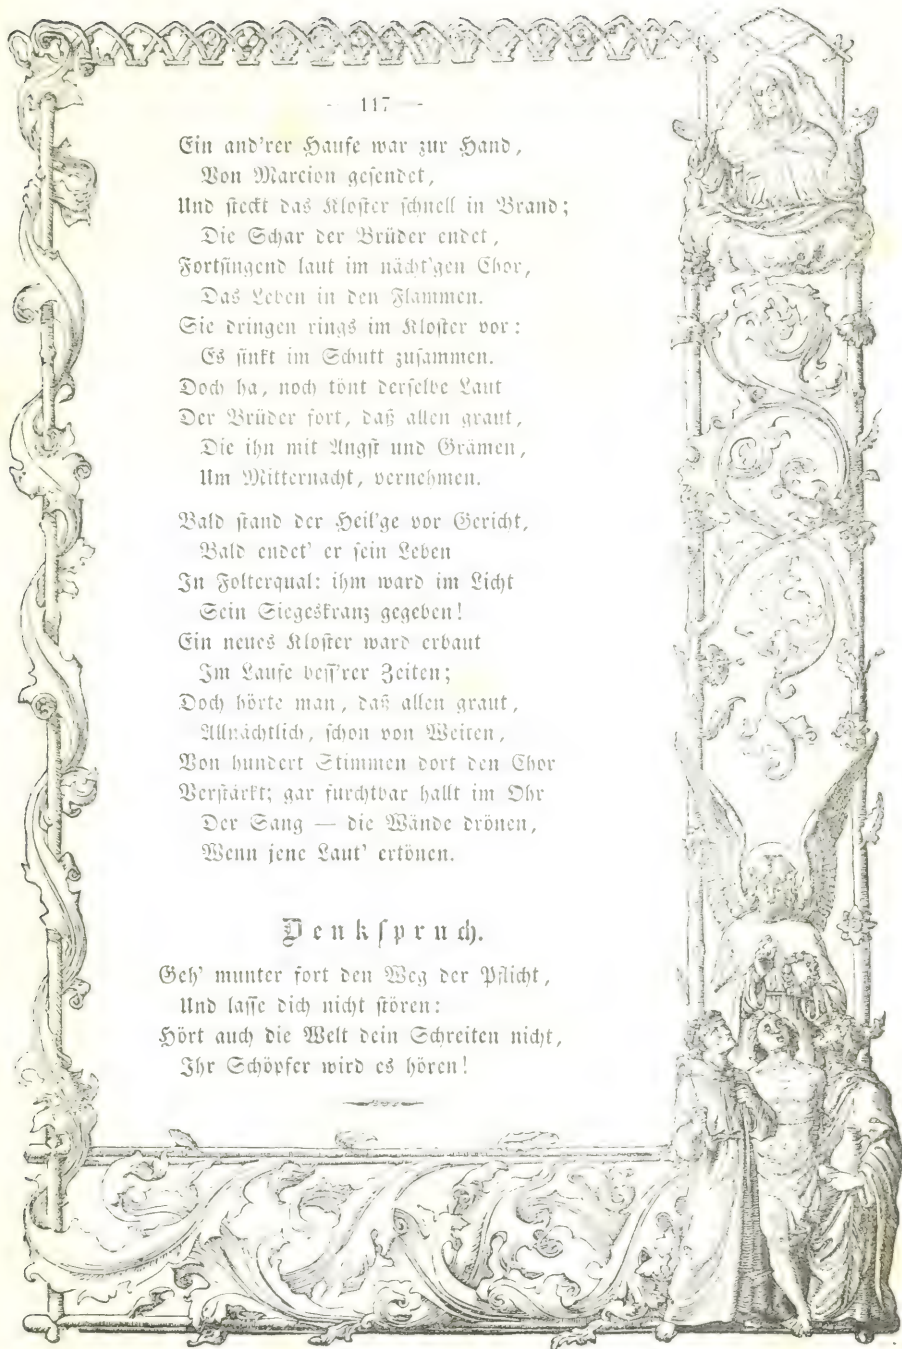 - 117 -
Ein and'rer Haufe war zur Hand,
Von Marcion gesendet,
Und steckt das Kloster schnell in Brand;
Die Schar der Brüder endet,
Fortsingend laut im nächt'gen Chor,
Das Leben in den Flammen.
Sie dringen rings im Kloster vor:
Es sinkt im Schutt zusammen.
Doch ha, noch tönt derselbe Laut
Der Brüder fort, daß allen graut,
Die ihn mit Angst und Grämen,
Um Mitternacht, vernehmen.
Bald stand der Heil'ge vor Gericht,
Bald endet' er sein Leben
In Folterqual: ihm ward im Licht
Sein Siegeskranz gegeben!
Ein neues Kloster ward erbaut
Im Laufe bess'rer Zeiten;
Doch hörte man, daß allen graut,
Allnächtlich, schon von Weiten,
Von hundert Stimmen dort den Chor
Verstärkt; gar furchtbar hallt im Ohr
Der Sang — die Wände drönen,
Wenn jene Laut' ertönen.
Denkspruch.
Geh' munter fort den Weg der Pflicht,
Und lasse dich nicht stören:
Hört auch die Welt dein Schreiten nicht,
Ihr Schöpfer wird es hören!